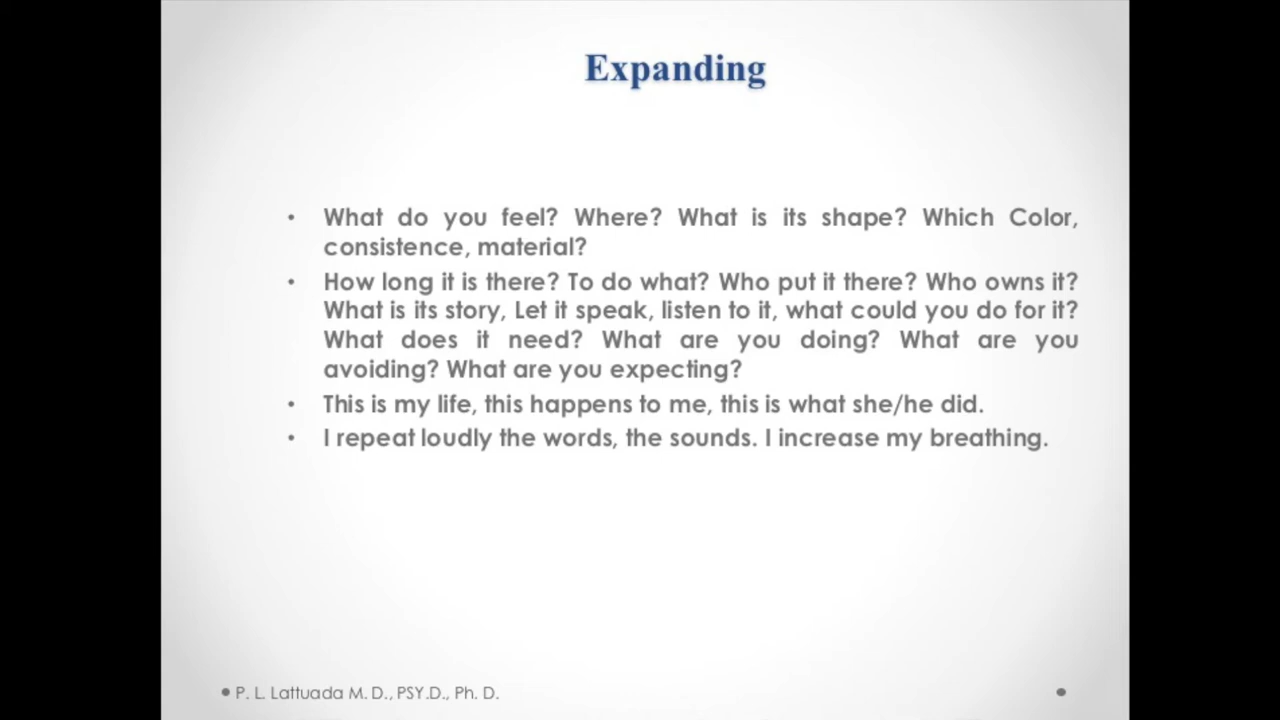 Expanding
• What do you feel? Where? What is its shape? Which Color,
consistence, material?
• How long it is there? To do what? Who put it there? Who owns it?
What is its story, Let it speak, listen to it, what could you do for it?
What does it need? What are you doing? What are you
avoiding? What are you expecting?
• This is my life, this happens to me, this is what she/he did.
• I repeat loudly the words, the sounds. I increase my breathing.
• P. L. Lattuada M. D., PSY.D., Ph. D.